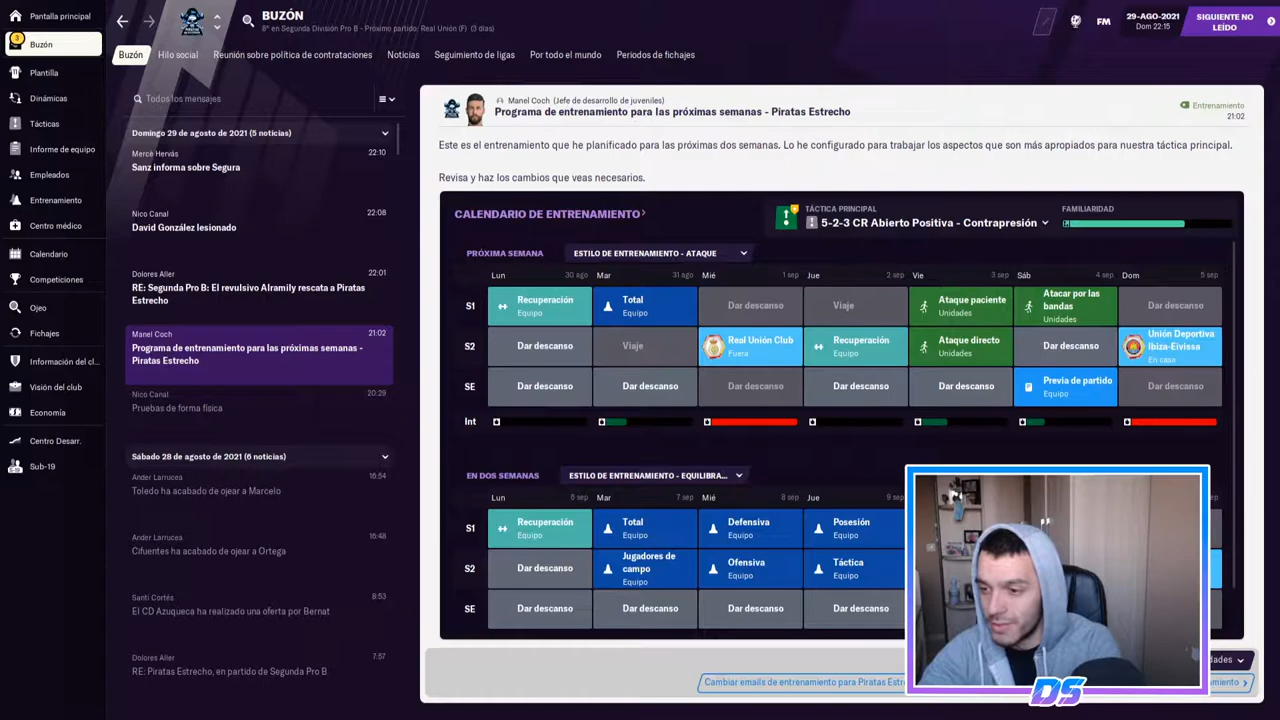 Pantalla principal
3
Buzón
Plantilla
Dinámicas
Tácticas
Informe de equipo
Empleados
Entrenamiento
Centro médico
Calendario
Competiciones
Ojeo
Fichajes
Información del cl...
Visión del club
Economía
Centro Desarr.
Sub-19
BUZÓN
8º en Segunda División Pro B - Próximo partido: Real Unión (F) (3 días)
FM
29-AGO-2021
Dom 22:15
SIGUIENTE NO LEÍDO
Buzón
Hilo social
Reunión sobre política de contrataciones
Noticias
Seguimiento de ligas
Por todo el mundo
Periodos de fichajes
Todos los mensajes
Domingo 29 de agosto de 2021 (5 noticias)
Mercè Hervás 22:10
Sanz informa sobre Segura
Nico Canal 22:08
David González lesionado
Dolores Aller 22:01
RE: Segunda Pro B: El revulsivo Alramily rescata a Piratas
Estrecho
Manel Coch 21:02
Programa de entrenamiento para las próximas semanas -
Piratas Estrecho
Nico Canal 20:29
Pruebas de forma física
Sábado 28 de agosto de 2021 (6 noticias)
Ander Larrucea 16:54
Toledo ha acabado de ojear a Marcelo
Ander Larrucea 16:48
Cifuentes ha acabado de ojear a Ortega
Santi Cortés 8:53
El CD Azuqueca ha realizado una oferta por Bernat
Dolores Aller 7:57
RE: Piratas Estrecho, en partido de Segunda Pro B
Manel Coch (Jefe de desarrollo de juveniles)
Programa de entrenamiento para las próximas semanas - Piratas Estrecho
Entrenamiento
21:02
Este es el entrenamiento que he planificado para las próximas dos semanas. Lo he configurado para trabajar los aspectos que son más apropiados para nuestra táctica principal.
Revisa y haz los cambios que veas necesarios.
CALENDARIO DE ENTRENAMIENTO
TÁCTICA PRINCIPAL
5-2-3 CR Abierto Positiva - Contrapresión
FAMILIARIDAD
PRÓXIMA SEMANA
ESTILO DE ENTRENAMIENTO - ATAQUE
Lun 30 ago Mar 31 ago Mié 1 sep Jue 2 sep Vie 3 sep Sáb 4 sep Dom 5 sep
S1
Recuperación
Equipo
Total
Equipo
Dar descanso
Viaje
Ataque paciente
Unidades
Atacar por las
bandas
Unidades
Dar descanso
S2
Dar descanso
Viaje
Real Unión Club
Fuera
Recuperación
Equipo
Ataque directo
Unidades
Dar descanso
Unión Deportiva
Ibiza-Eivissa
En casa
SE
Dar descanso
Dar descanso
Dar descanso
Dar descanso
Dar descanso
Previa de partido
Equipo
Dar descanso
Int
EN DOS SEMANAS
ESTILO DE ENTRENAMIENTO - EQUILIBRA...
Lun 6 sep Mar 7 sep Mié 8 sep Jue 9 sep
S1
Recuperación
Equipo
Total
Equipo
Defensiva
Equipo
Posesión
Equipo
S2
Dar descanso
Jugadores de
campo
Equipo
Ofensiva
Equipo
Táctica
Equipo
SE
Dar descanso
Dar descanso
Dar descanso
Dar descanso
dades
Cambiar emails de entrenamiento para Piratas Estre
miento
DS